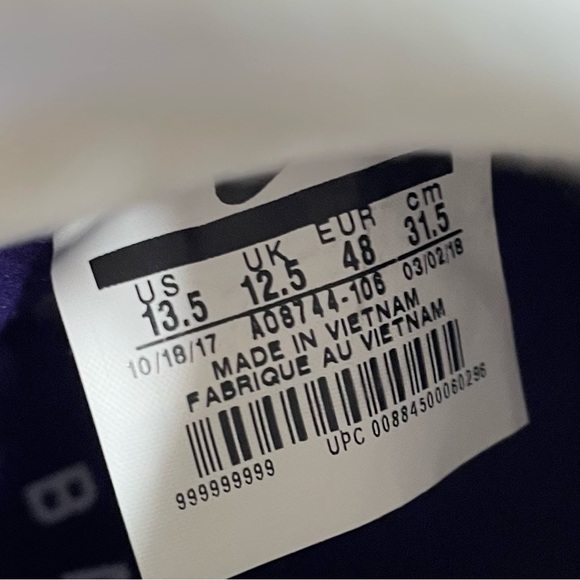 US UK EUR cm
13.5 12.5 48 31.5
10/18/17 AO8744-106 03/02/18
MADE IN VIETNAM
FABRIQUE AU VIETNAM
999999999 UPC 00884500060296
B